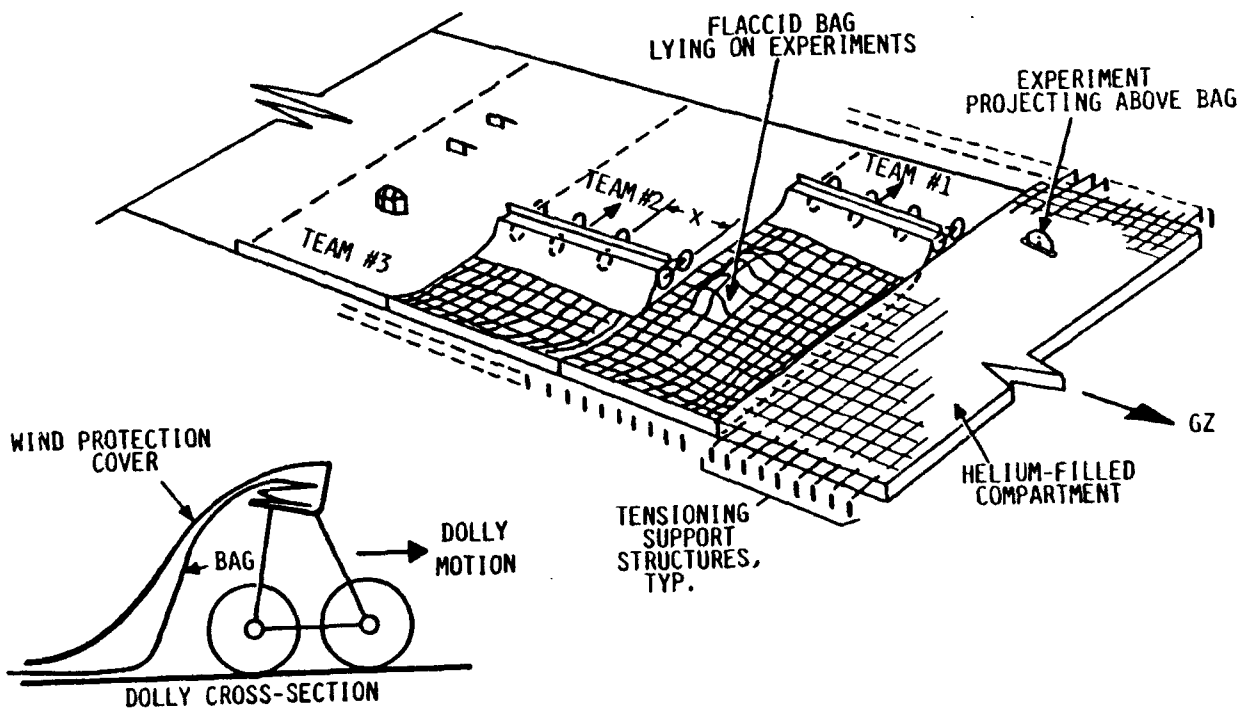 FLACCID BAG
LYING ON EXPERIMENTS
EXPERIMENT
PROJECTING ABOVE BAG
TEAM #1
TEAM #2
X
TEAM #3
GZ
HELIUM-FILLED
COMPARTMENT
TENSIONING
SUPPORT
STRUCTURES,
TYP.
WIND PROTECTION
COVER
BAG
DOLLY
MOTION
DOLLY CROSS-SECTION